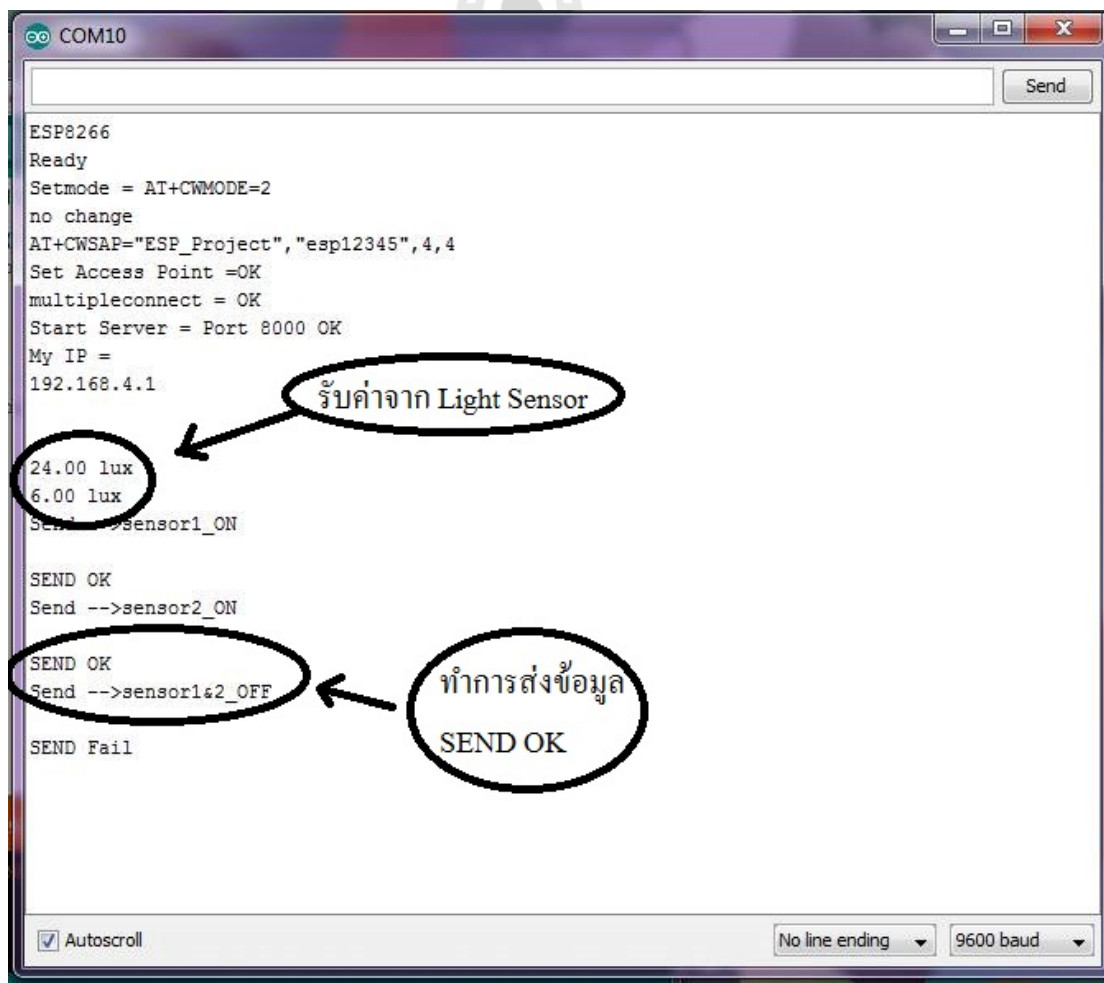 COM10
Send
ESP8266
Ready
Setmode = AT+CWMODE=2
no change
AT+CWSAP="ESP_Project","esp12345",4,4
Set Access Point =OK
multipleconnect = OK
Start Server = Port 8000 OK
My IP =
192.168.4.1
รับค่าจาก Light Sensor
24.00 lux
6.00 lux
Send -->sensor1_ON
SEND OK
Send -->sensor2_ON
SEND OK
Send -->sensor1&2_OFF
ทำการส่งข้อมูล
SEND OK
SEND Fail
Autoscroll
No line ending
9600 baud